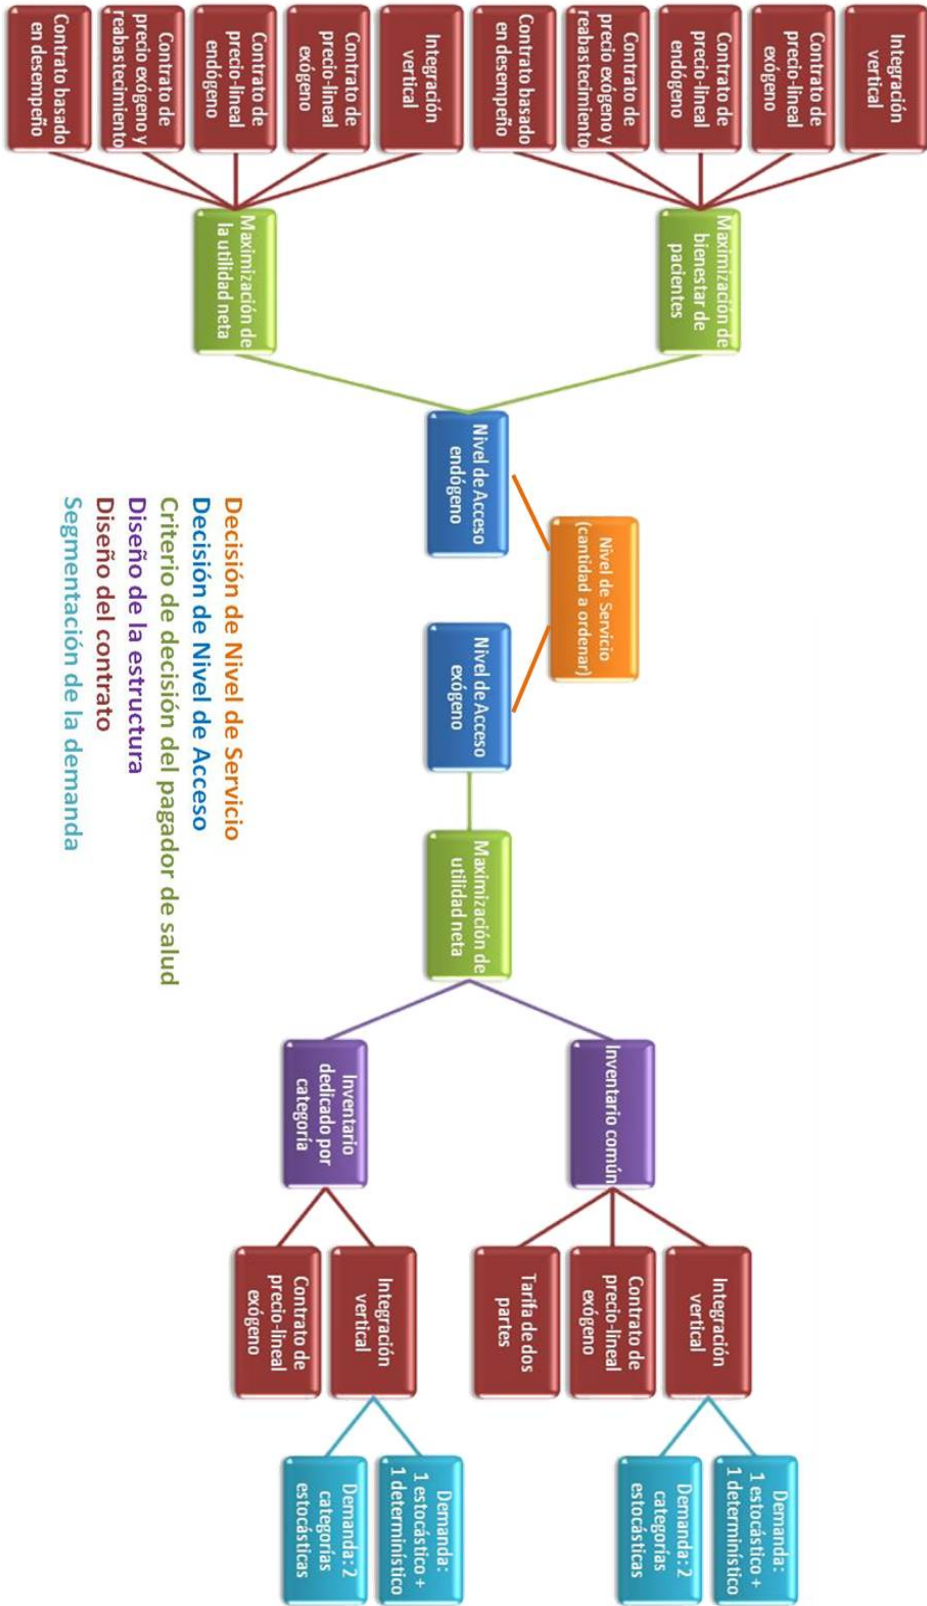 Integración
vertical
Contrato de
precio-lineal
exógeno
Contrato de
precio-lineal
endógeno
Contrato de
precio exógeno y
reabastecimiento
Contrato basado
en desempeño
Integración
vertical
Contrato de
precio-lineal
exógeno
Contrato de
precio-lineal
endógeno
Contrato de
precio exógeno y
reabastecimiento
Contrato basado
en desempeño
Maximización de
bienestar de
pacientes
Maximización de
la utilidad neta
Nivel de Acceso
endógeno
Nivel de Servicio
(cantidad a ordenar)
Nivel de Acceso
exógeno
Maximización de
utilidad neta
Inventario común
Inventario
dedicado por
categoría
Integración
vertical
Contrato de
precio-lineal
exógeno
Tarifa de dos
partes
Integración
vertical
Contrato de
precio-lineal
exógeno
Demanda:
1 estocástico +
1 determinístico
Demanda: 2
categorías
estocásticas
Demanda:
1 estocástico +
1 determinístico
Demanda: 2
categorías
estocásticas
Decisión de Nivel de Servicio
Decisión de Nivel de Acceso
Criterio de decisión del pagador de salud
Diseño de la estructura
Diseño del contrato
Segmentación de la demanda